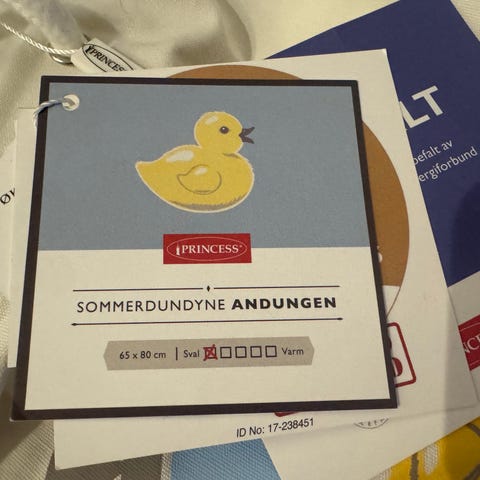 PRINCESS
LT
befalt av
ergiforbund
PRINCESS
SOMMERDUNDYNE ANDUNGEN
65 x 80 cm | Sval Varm
ID No: 17-238451